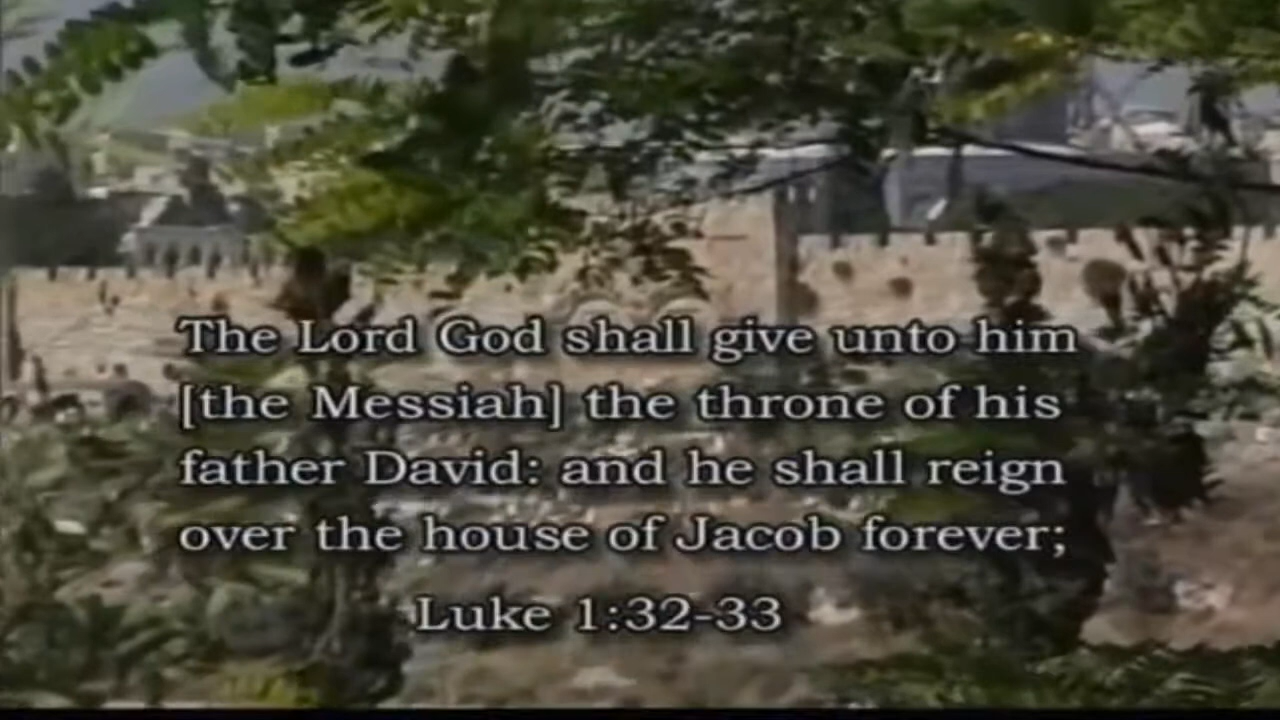 The Lord God shall give unto him
[the Messiah] the throne of his
father David: and he shall reign
over the house of Jacob forever;
Luke 1:32-33